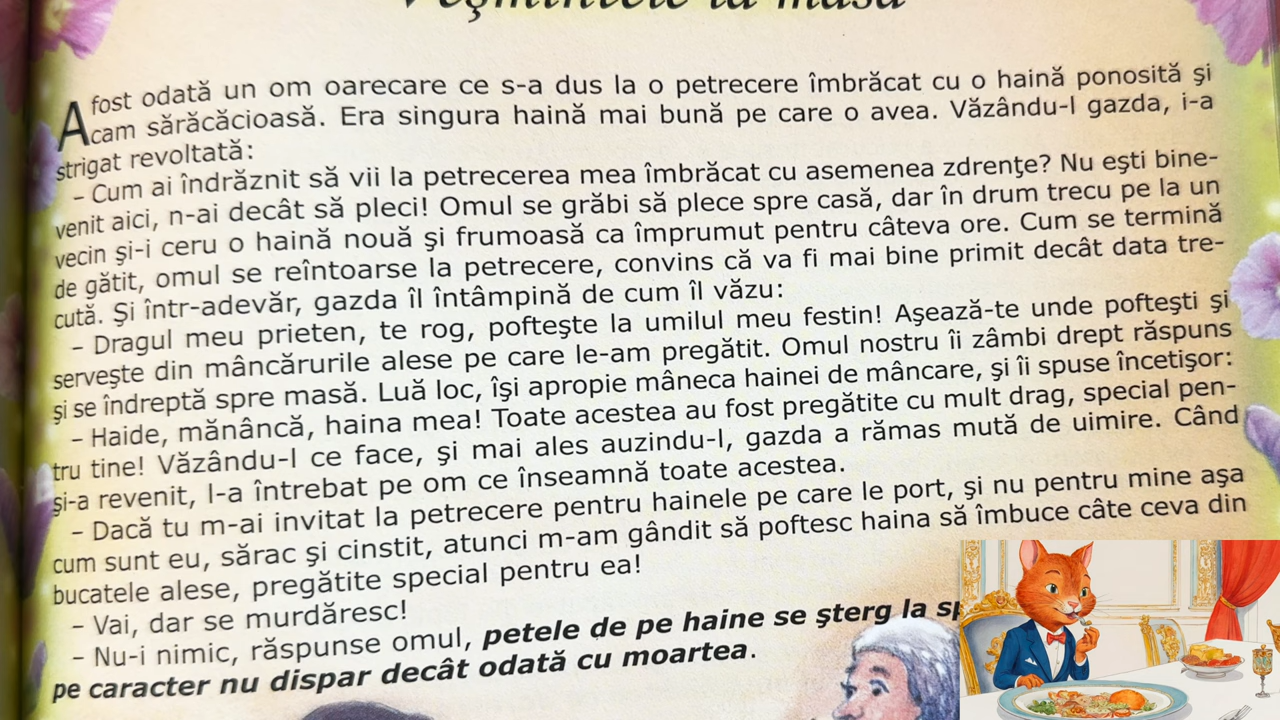 Veşmintele la masă
A fost odată un om oarecare ce s-a dus la o petrecere îmbrăcat cu o haină ponosită şi
cam sărăcăcioasă. Era singura haină mai bună pe care o avea. Văzându-l gazda, i-a
strigat revoltată:
– Cum ai îndrăznit să vii la petrecerea mea îmbrăcat cu asemenea zdrenţe? Nu eşti bine-
venit aici, n-ai decât să pleci! Omul se grăbi să plece spre casă, dar în drum trecu pe la un
vecin şi-i ceru o haină nouă şi frumoasă ca împrumut pentru câteva ore. Cum se termină
de gătit, omul se reîntoarse la petrecere, convins că va fi mai bine primit decât data tre-
cută. Şi într-adevăr, gazda îl întâmpină de cum îl văzu:
– Dragul meu prieten, te rog, pofteşte la umilul meu festin! Aşează-te unde pofteşti şi
serveşte din mâncărurile alese pe care le-am pregătit. Omul nostru îi zâmbi drept răspuns
şi se îndreptă spre masă. Luă loc, îşi apropie mâneca hainei de mâncare, şi îi spuse încetişor:
– Haide, mănâncă, haina mea! Toate acestea au fost pregătite cu mult drag, special pen-
tru tine! Văzându-l ce face, şi mai ales auzindu-l, gazda a rămas mută de uimire. Când
şi-a revenit, l-a întrebat pe om ce înseamnă toate acestea.
– Dacă tu m-ai invitat la petrecere pentru hainele pe care le port, şi nu pentru mine aşa
cum sunt eu, sărac şi cinstit, atunci m-am gândit să poftesc haina să îmbuce câte ceva din
bucatele alese, pregătite special pentru ea!
– Vai, dar se murdăresc!
– Nu-i nimic, răspunse omul, petele de pe haine se şterg la
pe caracter nu dispar decât odată cu moartea.